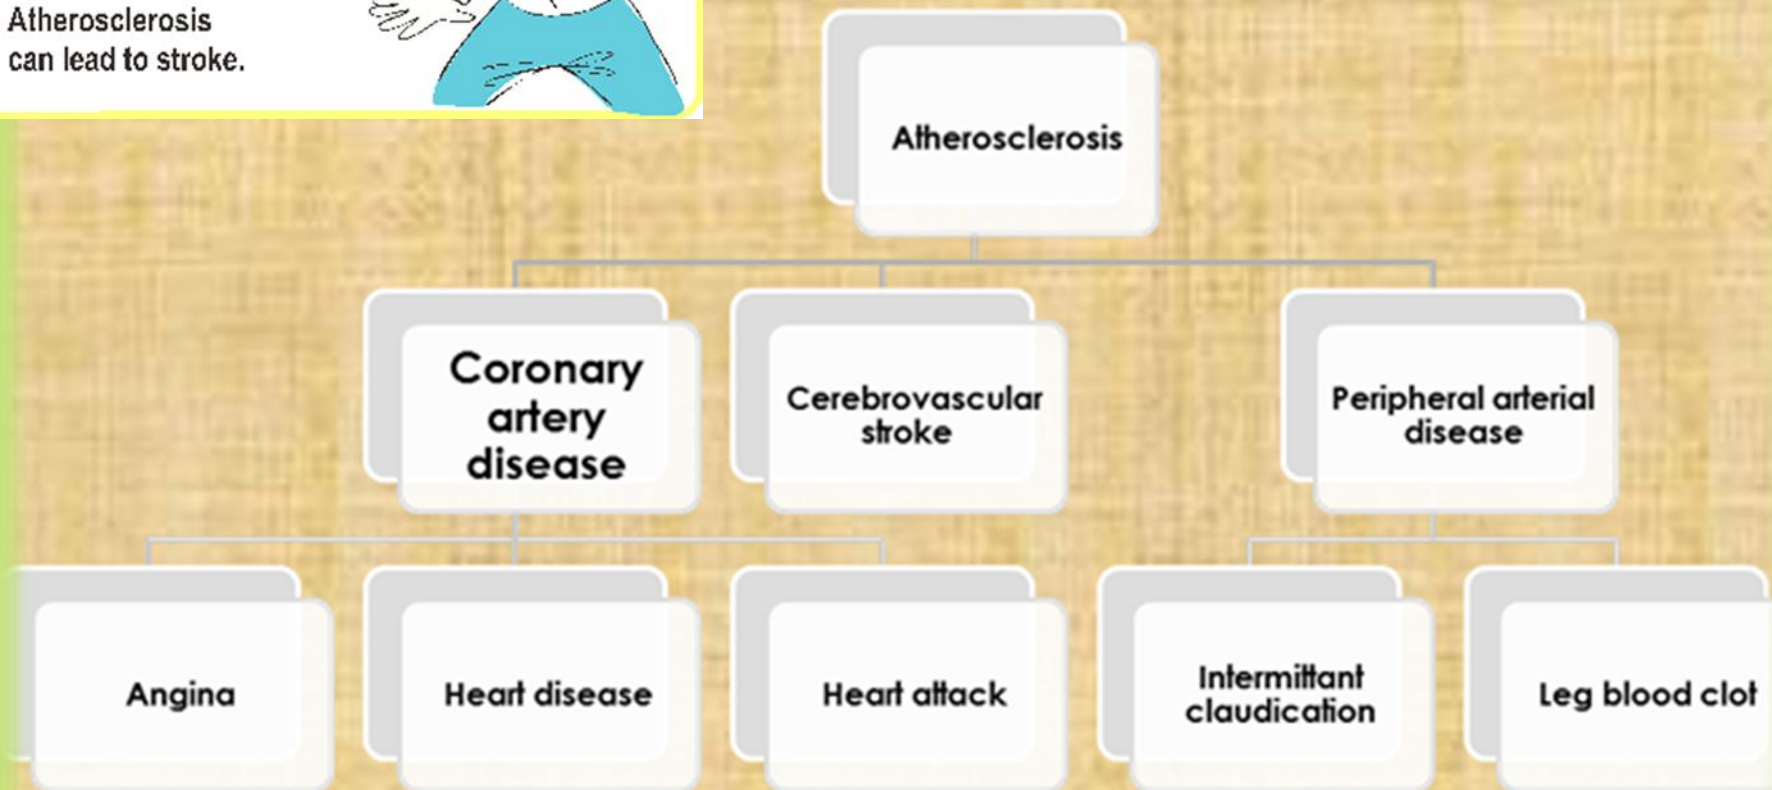 Atherosclerosis
can lead to stroke.
Atherosclerosis
Coronary
artery
disease
Cerebrovascular
stroke
Peripheral arterial
disease
Angina
Heart disease
Heart attack
Intermittant
claudication
Leg blood clot